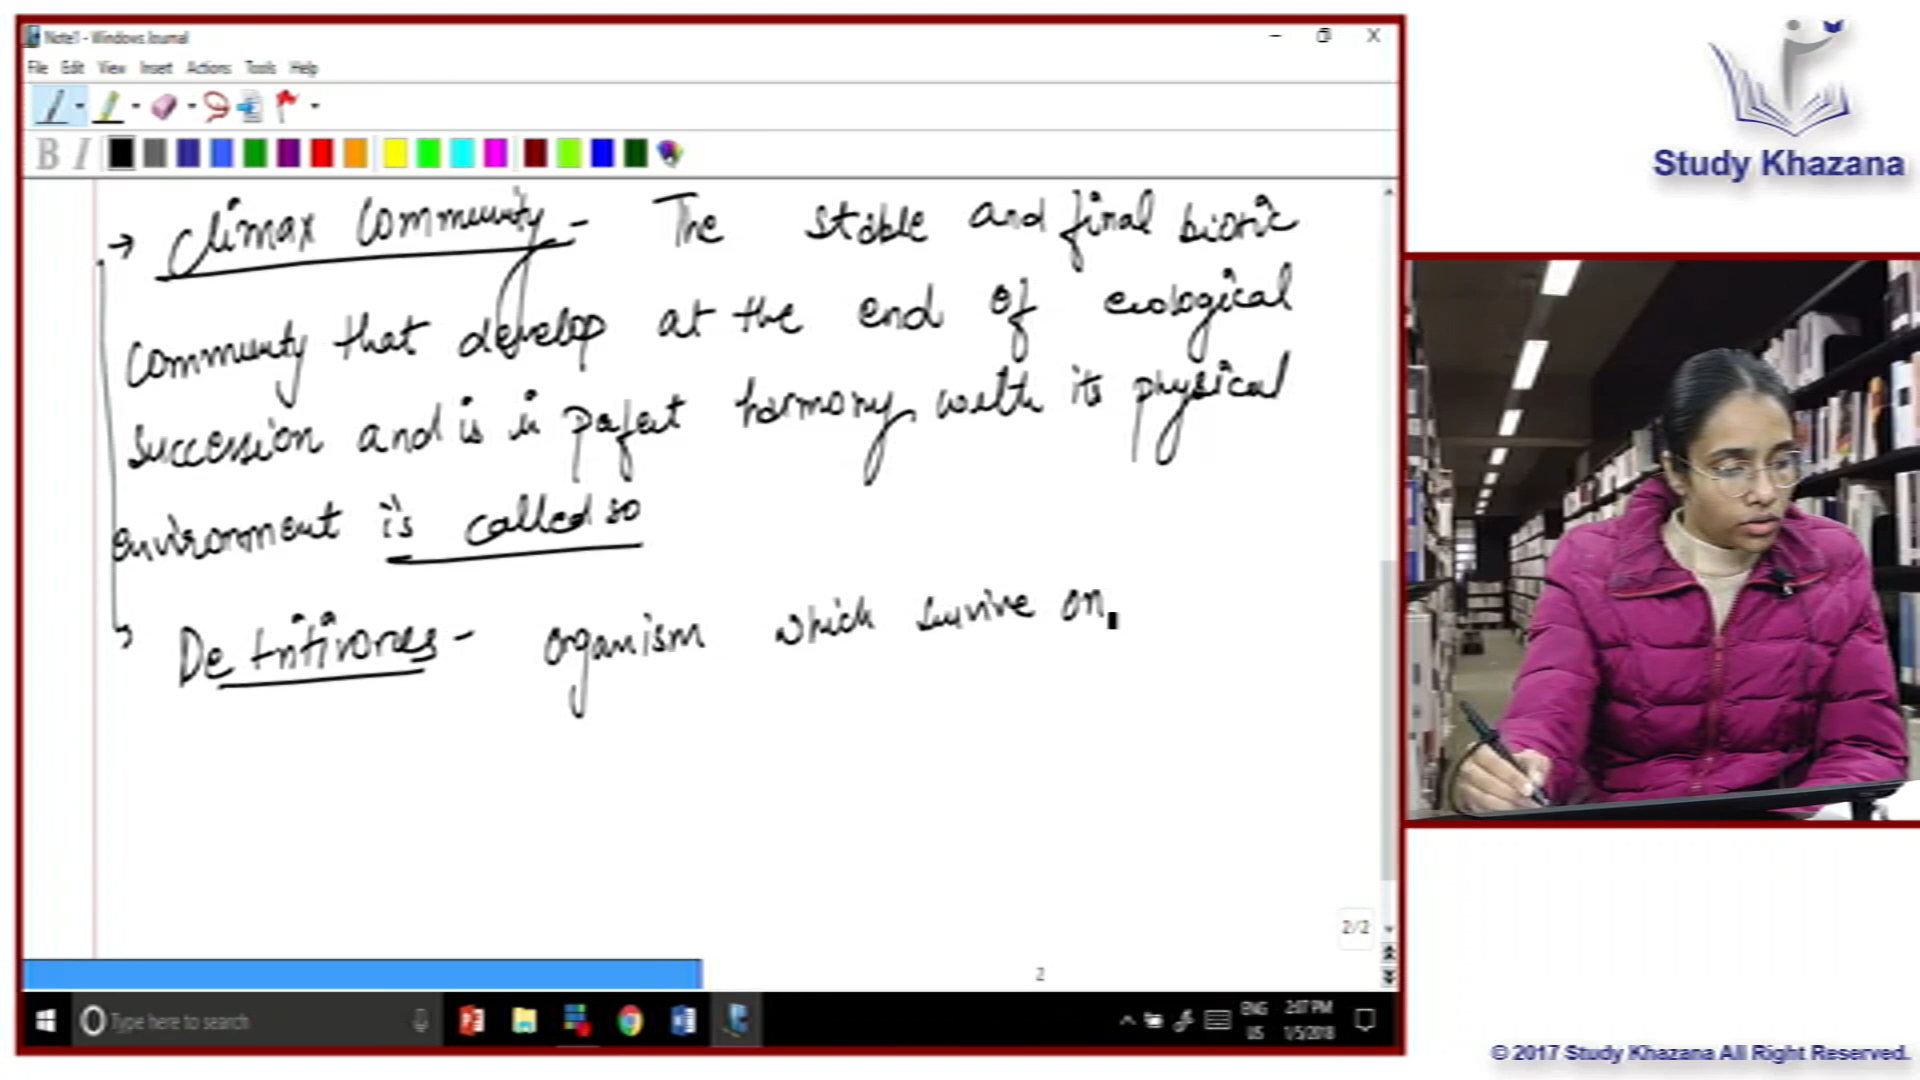 Note1 - Windows Journal
File Edit View Insert Actions Tools Help
B I
→ Climax Community - The stable and final biotic
Community that develop at the end of ecological
Succession and is in perfect harmony with its physical
environment is called so
→ Detritivores - organism which survive on
2/2
2
Type here to search
ENG
2:07 PM
US
1/5/2018
Study Khazana
© 2017 Study Khazana All Right Reserved.